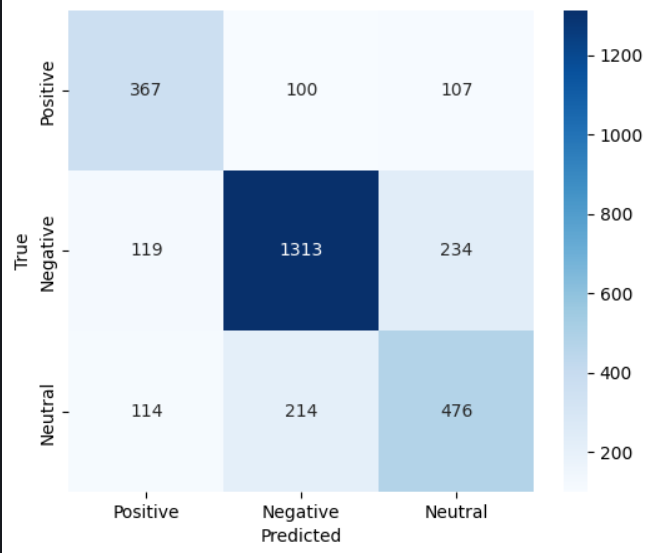 Positive 367 100 107 1200
1000
True Negative 119 1313 234 800
600
Neutral 114 214 476 400
200
Positive Negative Neutral
Predicted